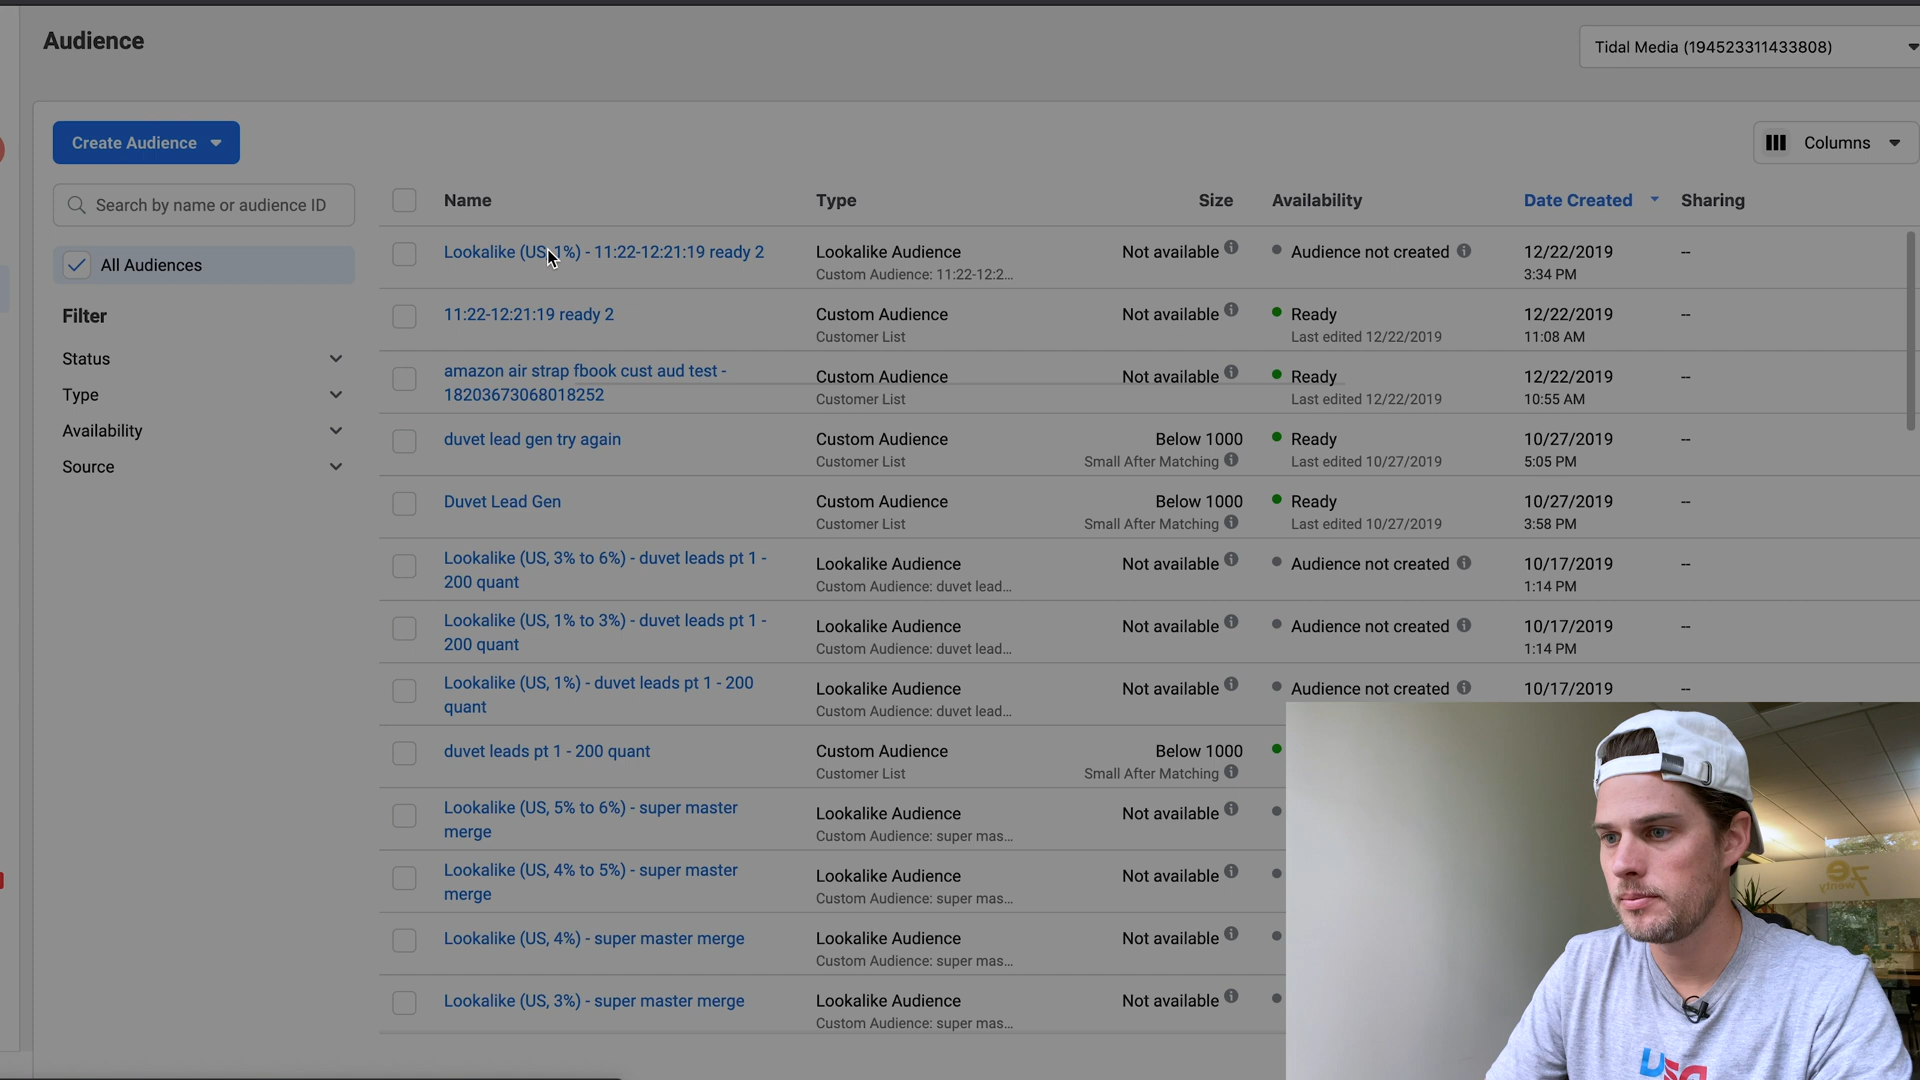 Audience
Tidal Media (194523311433808)
Create Audience
Columns
Search by name or audience ID
All Audiences
Filter
Status
Type
Availability
Source
Name Type Size Availability Date Created Sharing
Lookalike (US, 1%) - 11:22-12:21:19 ready 2 Lookalike Audience Not available Audience not created 12/22/2019 --
Custom Audience: 11:22-12:2... 3:34 PM
11:22-12:21:19 ready 2 Custom Audience Not available Ready 12/22/2019 --
Customer List Last edited 12/22/2019 11:08 AM
amazon air strap fbook cust aud test - Custom Audience Not available Ready 12/22/2019 --
18203673068018252 Customer List Last edited 12/22/2019 10:55 AM
duvet lead gen try again Custom Audience Below 1000 Ready 10/27/2019 --
Customer List Small After Matching Last edited 10/27/2019 5:05 PM
Duvet Lead Gen Custom Audience Below 1000 Ready 10/27/2019 --
Customer List Small After Matching Last edited 10/27/2019 3:58 PM
Lookalike (US, 3% to 6%) - duvet leads pt 1 - Lookalike Audience Not available Audience not created 10/17/2019 --
200 quant Custom Audience: duvet lead... 1:14 PM
Lookalike (US, 1% to 3%) - duvet leads pt 1 - Lookalike Audience Not available Audience not created 10/17/2019 --
200 quant Custom Audience: duvet lead... 1:14 PM
Lookalike (US, 1%) - duvet leads pt 1 - 200 Lookalike Audience Not available Audience not created 10/17/2019 --
quant Custom Audience: duvet lead...
duvet leads pt 1 - 200 quant Custom Audience Below 1000
Customer List Small After Matching
Lookalike (US, 5% to 6%) - super master Lookalike Audience Not available
merge Custom Audience: super mas...
Lookalike (US, 4% to 5%) - super master Lookalike Audience Not available
merge Custom Audience: super mas...
Lookalike (US, 4%) - super master merge Lookalike Audience Not available
Custom Audience: super mas...
Lookalike (US, 3%) - super master merge Lookalike Audience Not available
Custom Audience: super mas...
USA